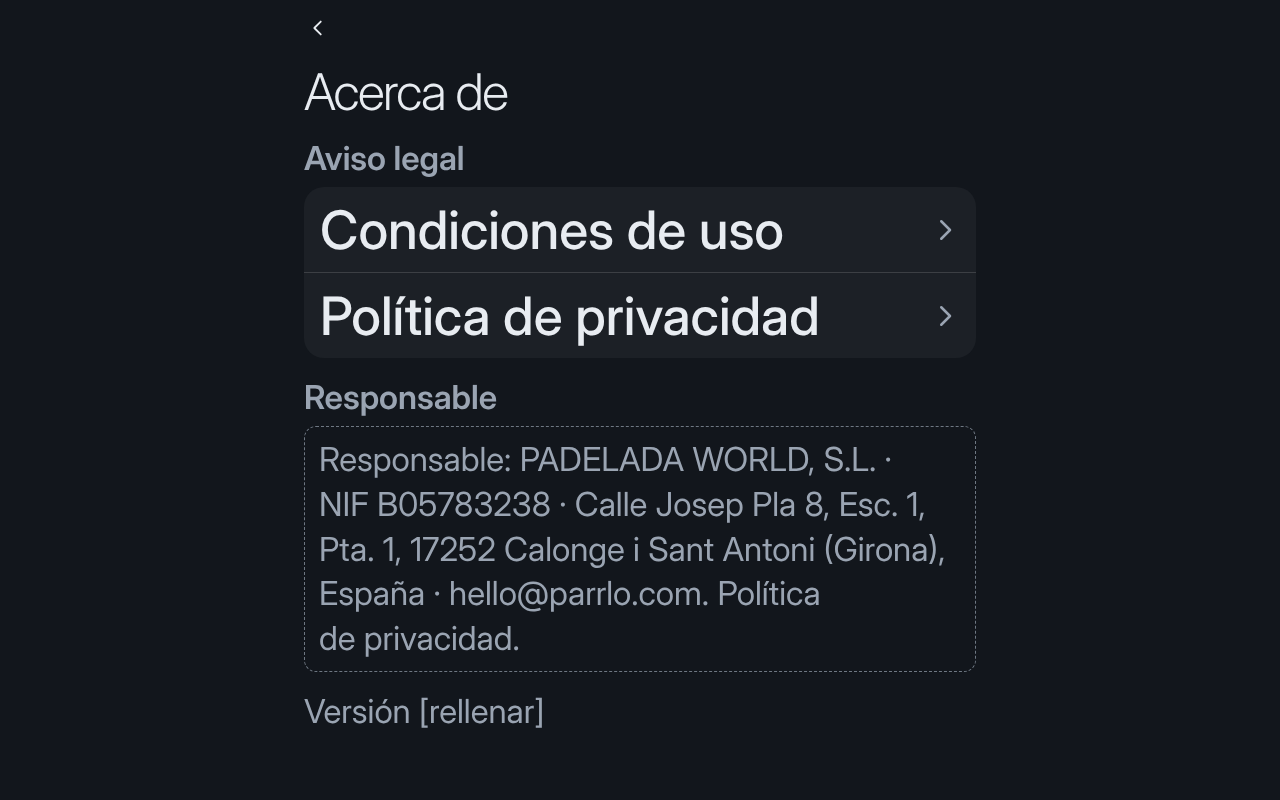 Acerca de
Aviso legal
Condiciones de uso
Política de privacidad
Responsable
Responsable: PADELADA WORLD, S.L. ·
NIF B05783238 · Calle Josep Pla 8, Esc. 1,
Pta. 1, 17252 Calonge i Sant Antoni (Girona),
España · hello@parrlo.com. Política
de privacidad.
Versión [rellenar]